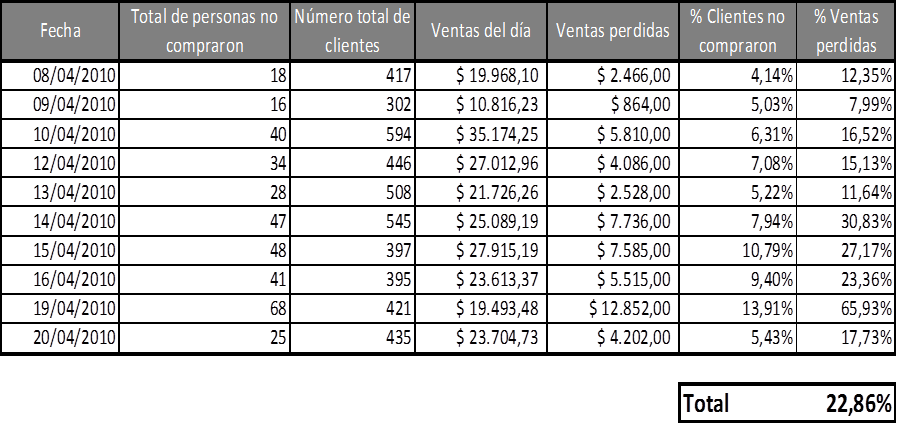 Fecha Total de personas no compraron Número total de clientes Ventas del día Ventas perdidas % Clientes no compraron % Ventas perdidas
08/04/2010 18 417 $ 19.968,10 $ 2.466,00 4,14% 12,35%
09/04/2010 16 302 $ 10.816,23 $ 864,00 5,03% 7,99%
10/04/2010 40 594 $ 35.174,25 $ 5.810,00 6,31% 16,52%
12/04/2010 34 446 $ 27.012,96 $ 4.086,00 7,08% 15,13%
13/04/2010 28 508 $ 21.726,26 $ 2.528,00 5,22% 11,64%
14/04/2010 47 545 $ 25.089,19 $ 7.736,00 7,94% 30,83%
15/04/2010 48 397 $ 27.915,19 $ 7.585,00 10,79% 27,17%
16/04/2010 41 395 $ 23.613,37 $ 5.515,00 9,40% 23,36%
19/04/2010 68 421 $ 19.493,48 $ 12.852,00 13,91% 65,93%
20/04/2010 25 435 $ 23.704,73 $ 4.202,00 5,43% 17,73%
Total 22,86%